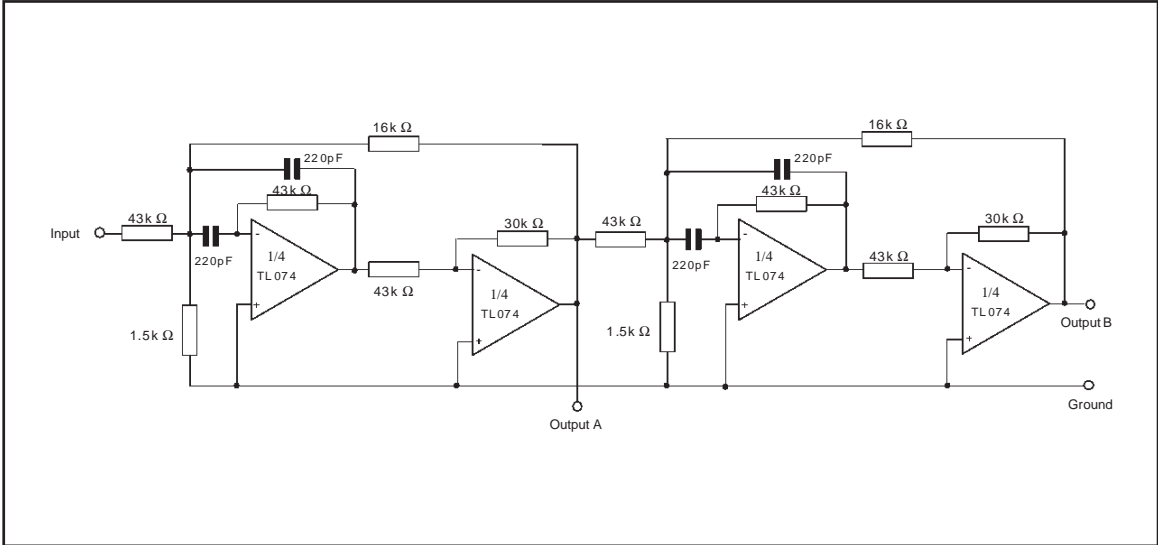 16k Ω
16k Ω
220pF
220pF
43k Ω
43k Ω
43k Ω
30k Ω
43k Ω
30k Ω
Input
-
1/4
TL074
-
1/4
TL074
220pF
220pF
43k Ω
-
1/4
TL074
43k Ω
-
1/4
TL074
+
+
Output B
1.5k Ω
1.5k Ω
+
+
Ground
Output A